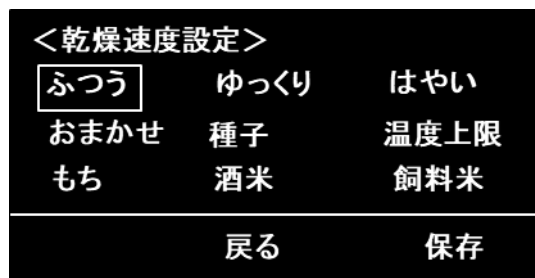 ＜乾燥速度設定＞
ふつう ゆっくり はやい
おまかせ 種子 温度上限
もち 酒米 飼料米
戻る 保存